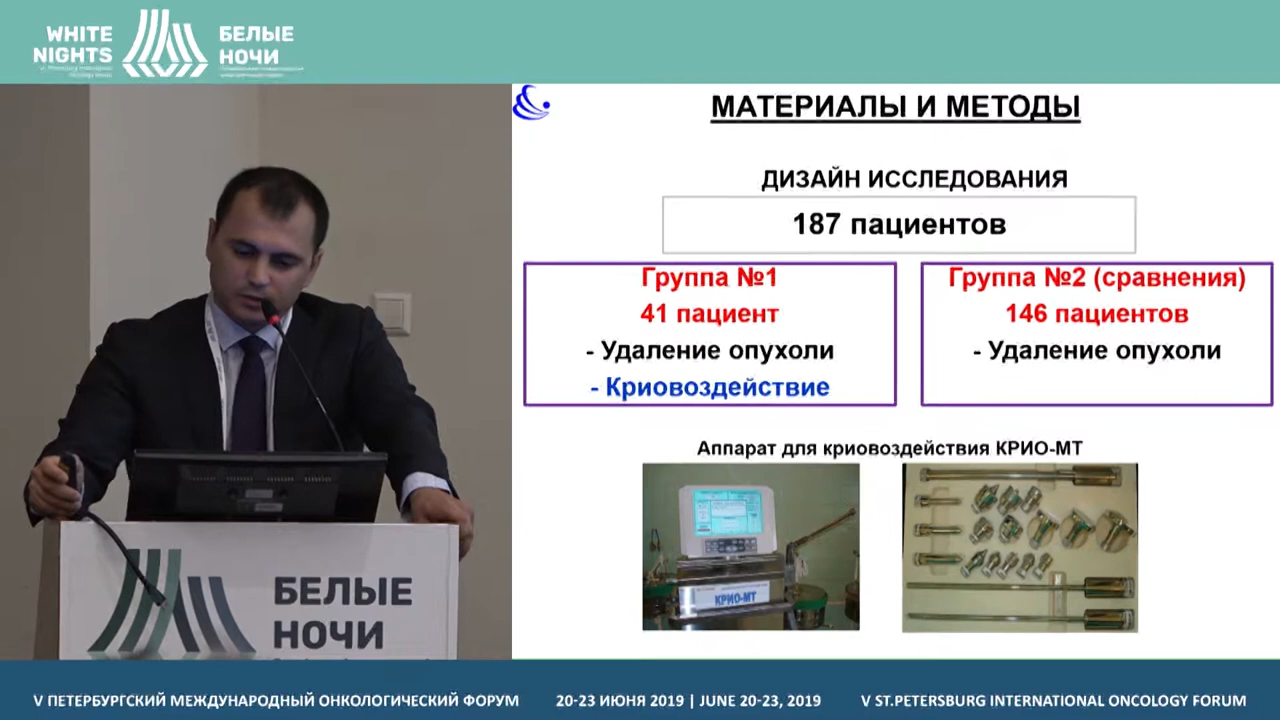 WHITE
NIGHTS
БЕЛЫЕ
НОЧИ
МАТЕРИАЛЫ И МЕТОДЫ
ДИЗАЙН ИССЛЕДОВАНИЯ
187 пациентов
Группа №1
41 пациент
- Удаление опухоли
- Криовоздействие
Группа №2 (сравнения)
146 пациентов
- Удаление опухоли
Аппарат для криовоздействия КРИО-МТ
КРИО-МТ
БЕЛЫЕ
НОЧИ
V ПЕТЕРБУРГСКИЙ МЕЖДУНАРОДНЫЙ ОНКОЛОГИЧЕСКИЙ ФОРУМ
20-23 ИЮНЯ 2019 | JUNE 20-23, 2019
V ST.PETERSBURG INTERNATIONAL ONCOLOGY FORUM